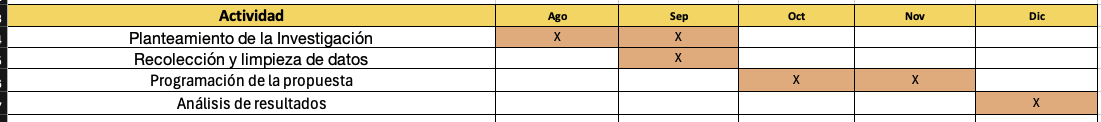 Actividad Ago Sep Oct Nov Dic
Planteamiento de la Investigación X X
Recolección y limpieza de datos X
Programación de la propuesta X X
Análisis de resultados X